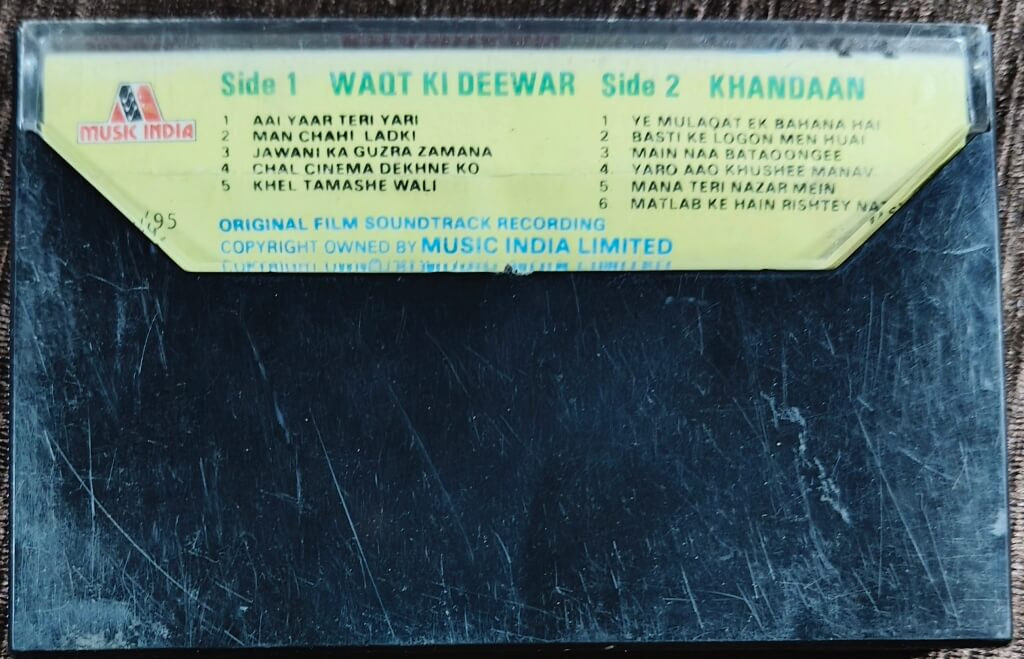 MUSIC INDIA
Side 1 WAQT KI DEEWAR
1 AAI YAAR TERI YARI
2 MAN CHAHI LADKI
3 JAWANI KA GUZRA ZAMANA
4 CHAL CINEMA DEKHNE KO
5 KHEL TAMASHE WALI
Side 2 KHANDAAN
1 YE MULAQAT EK BAHANA HAI
2 BASTI KE LOGON MEN HUAI
3 MAIN NAA BATAOONGEE
4 YARO AAO KHUSHEE MANAV
5 MANA TERI NAZAR MEIN
6 MATLAB KE HAIN RISHTEY
'95
ORIGINAL FILM SOUNDTRACK RECORDING
COPYRIGHT OWNED BY MUSIC INDIA LIMITED